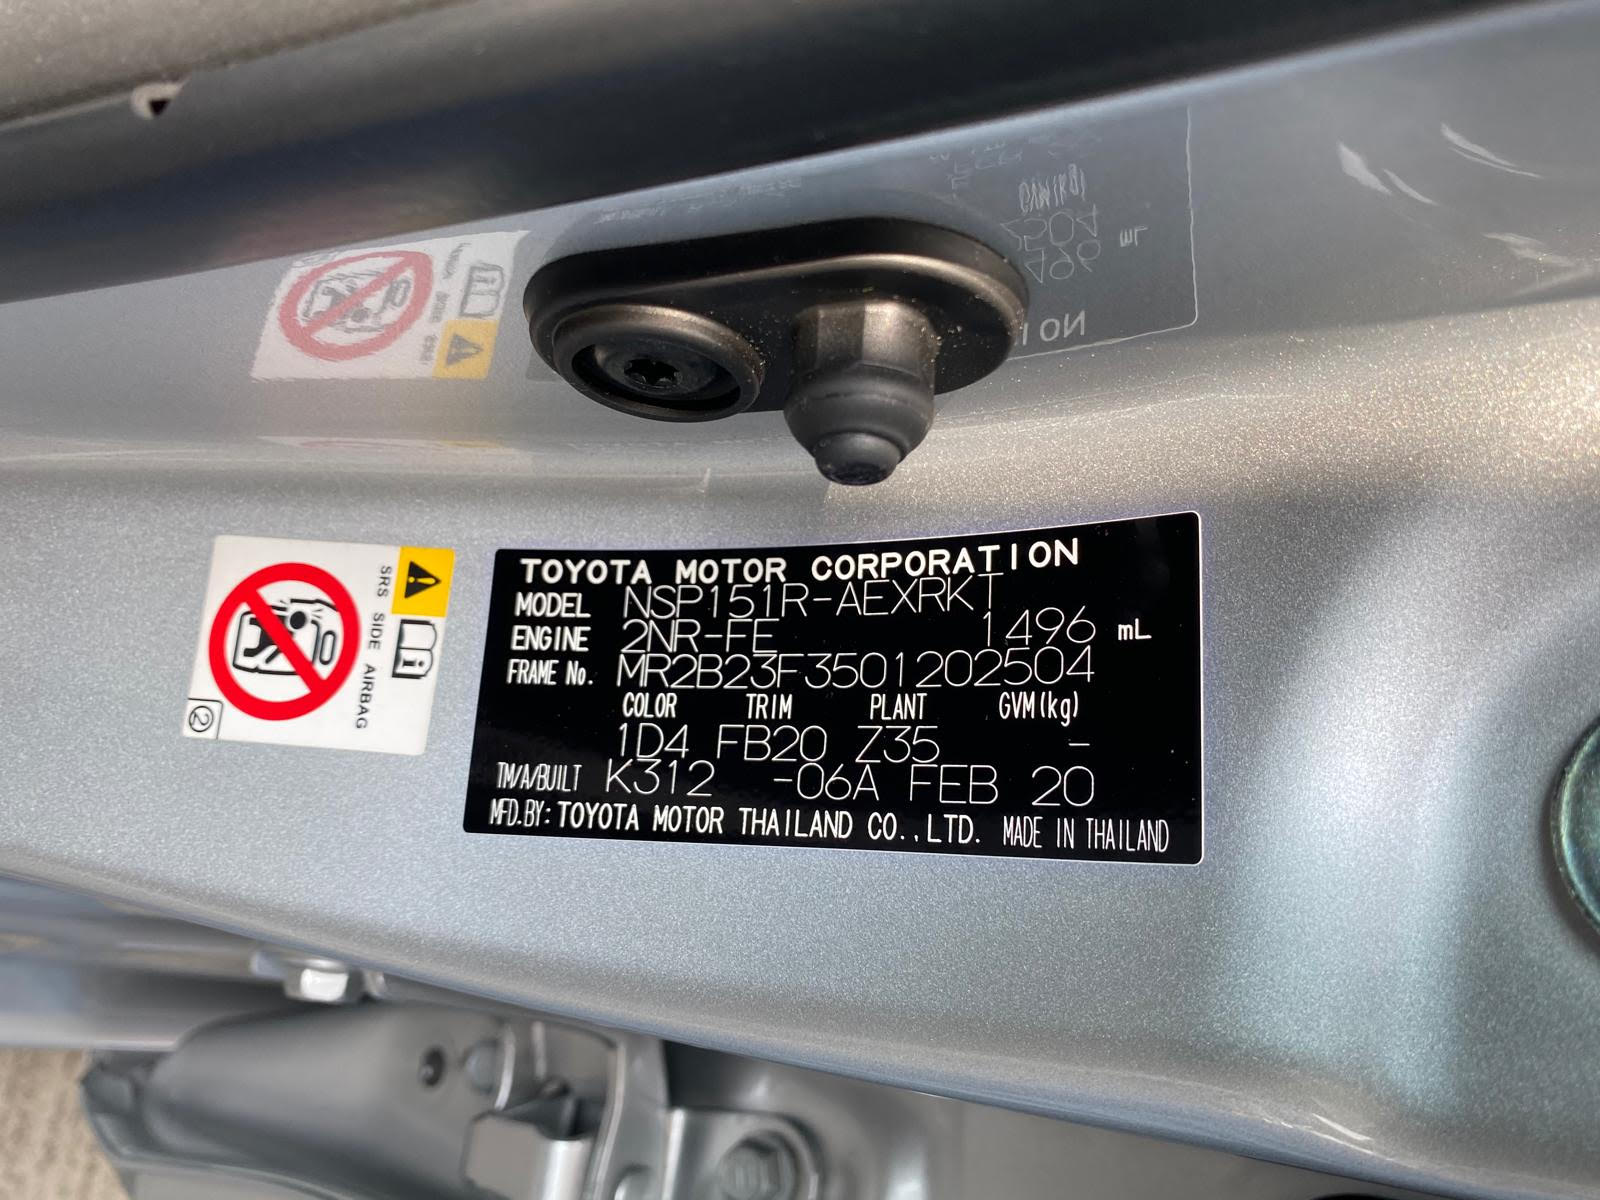 TOYOTA MOTOR CORPORATION
MODEL NSP151R-AEXRKT
ENGINE 2NR-FE 1496 mL
FRAME No. MR2B23F3501202504
COLOR TRIM PLANT GVM(kg)
1D4 FB20 Z35 -
TM/A/BUILT K312 -06A FEB 20
MFD.BY: TOYOTA MOTOR THAILAND CO.,LTD. MADE IN THAILAND
SRS SIDE AIRBAG
2